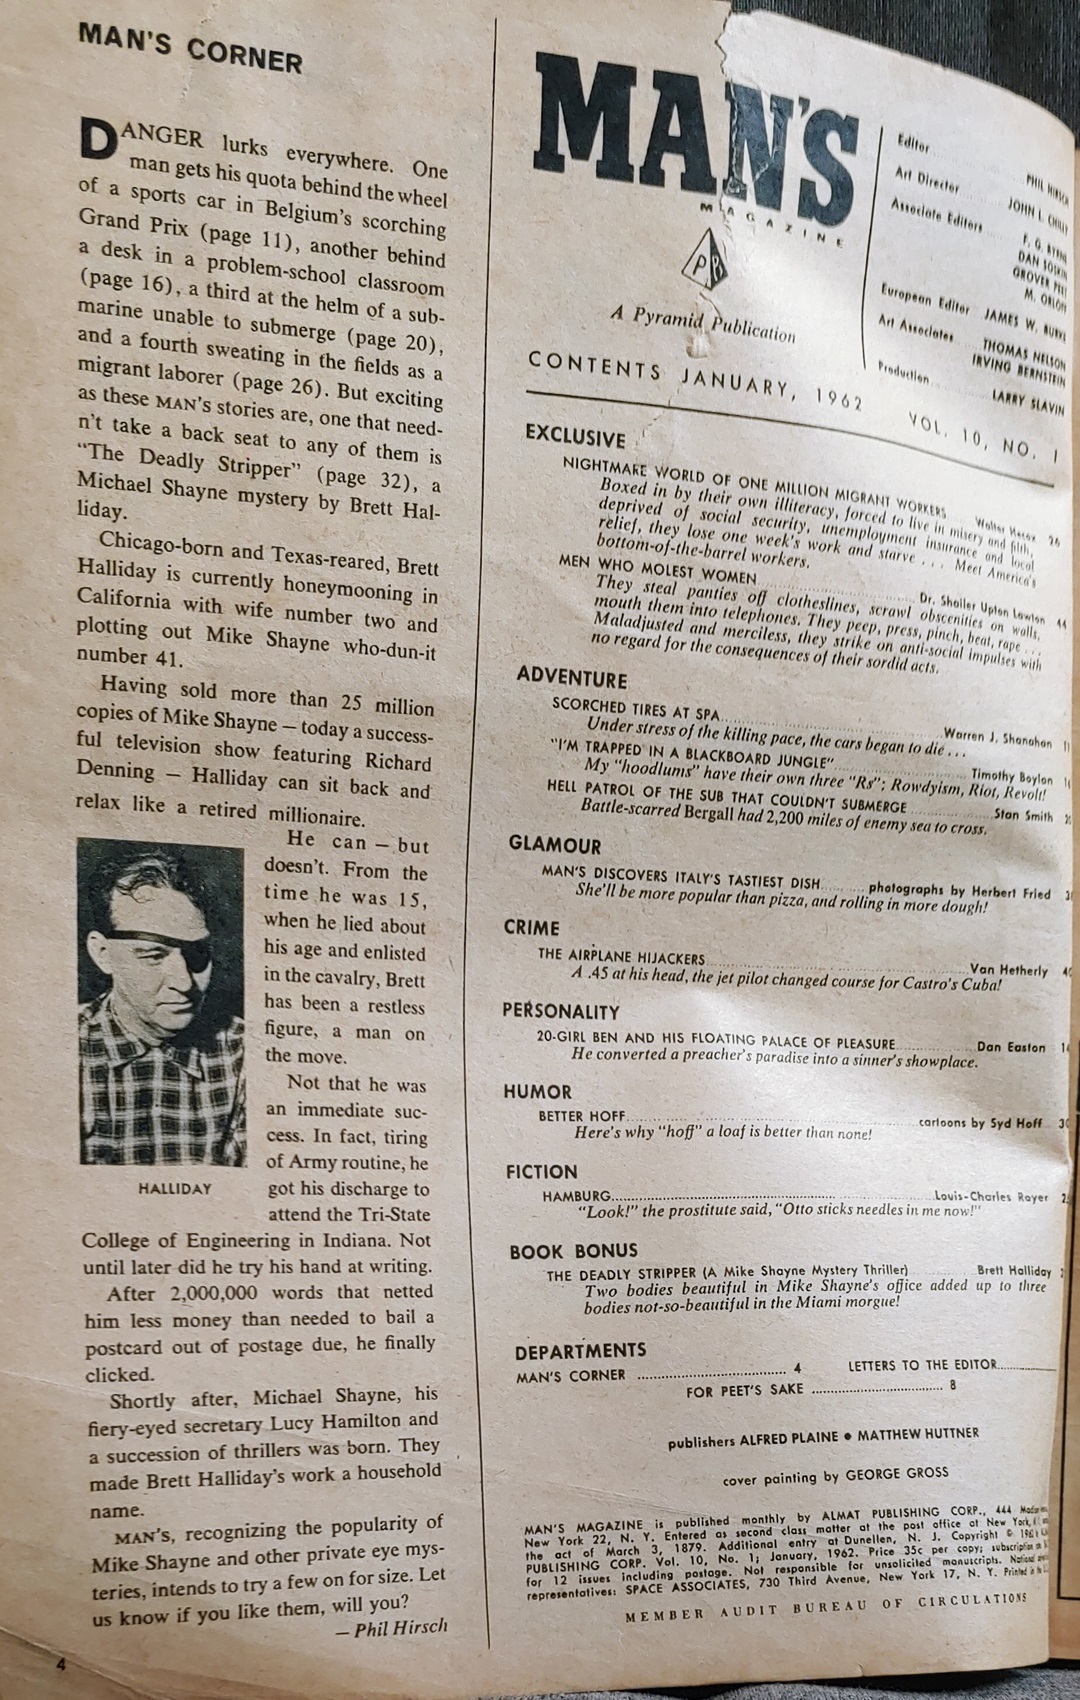 MAN'S CORNER
DANGER lurks everywhere. One
man gets his quota behind the wheel
of a sports car in Belgium's scorching
Grand Prix (page 11), another behind
a desk in a problem-school classroom
(page 16), a third at the helm of a sub-
marine unable to submerge (page 20),
and a fourth sweating in the fields as a
migrant laborer (page 26). But exciting
as these MAN'S stories are, one that need-
n't take a back seat to any of them is
"The Deadly Stripper" (page 32), a
Michael Shayne mystery by Brett Hal-
liday.
Chicago-born and Texas-reared, Brett
Halliday is currently honeymooning in
California with wife number two and
plotting out Mike Shayne who-dun-it
number 41.
Having sold more than 25 million
copies of Mike Shayne — today a success-
ful television show featuring Richard
Denning — Halliday can sit back and
relax like a retired millionaire.
He can — but
doesn't. From the
time he was 15,
when he lied about
his age and enlisted
in the cavalry, Brett
has been a restless
figure, a man on
the move.
Not that he was
an immediate suc-
cess. In fact, tiring
of Army routine, he
got his discharge to
attend the Tri-State
HALLIDAY
College of Engineering in Indiana. Not
until later did he try his hand at writing.
After 2,000,000 words that netted
him less money than needed to bail a
postcard out of postage due, he finally
clicked.
Shortly after, Michael Shayne, his
fiery-eyed secretary Lucy Hamilton and
a succession of thrillers was born. They
made Brett Halliday's work a household
name.
MAN'S, recognizing the popularity of
Mike Shayne and other private eye mys-
teries, intends to try a few on for size. Let
us know if you like them, will you?
— Phil Hirsch
4
MAN'S
MAGAZINE
PR
A Pyramid Publication
Editor PHIL HIRSCH
Art Director JOHN L.
Associate Editors F. G.
DAN SOSKIN
GROVER PEET
M. ORLOW
European Editor JAMES W. BURKE
Art Associates THOMAS NELSON
IRVING BERNSTEIN
Production LARRY SLAVIN
CONTENTS JANUARY, 1962 VOL. 10, NO. 1
EXCLUSIVE
NIGHTMARE WORLD OF ONE MILLION MIGRANT WORKERS Walter 26
Boxed in by their own illiteracy, forced to live in misery and filth,
deprived of social security, unemployment insurance and local
relief, they lose one week's work and starve . . . Meet America's
bottom-of-the-barrel workers.
MEN WHO MOLEST WOMEN Dr. Shailer Upton Lawton 44
They steal panties off clotheslines, scrawl obscenities on walls,
mouth them into telephones. They peep, press, pinch, beat, rape . . .
Maladjusted and merciless, they strike on anti-social impulses with
no regard for the consequences of their sordid acts.
ADVENTURE
SCORCHED TIRES AT SPA Warren J. Shanahan 11
Under stress of the killing pace, the cars began to die . . .
"I'M TRAPPED IN A BLACKBOARD JUNGLE" Timothy Boylan
My "hoodlums" have their own three "Rs"; Rowdyism, Riot, Revolt!
HELL PATROL OF THE SUB THAT COULDN'T SUBMERGE Stan Smith
Battle-scarred Bergall had 2,200 miles of enemy sea to cross.
GLAMOUR
MAN'S DISCOVERS ITALY'S TASTIEST DISH photographs by Herbert Fried
She'll be more popular than pizza, and rolling in more dough!
CRIME
THE AIRPLANE HIJACKERS Van Hetherly
A .45 at his head, the jet pilot changed course for Castro's Cuba!
PERSONALITY
20-GIRL BEN AND HIS FLOATING PALACE OF PLEASURE Dan Easton
He converted a preacher's paradise into a sinner's showplace.
HUMOR
BETTER HOFF cartoons by Syd Hoff
Here's why "hoff" a loaf is better than none!
FICTION
HAMBURG Louis-Charles Royer
"Look!" the prostitute said, "Otto sticks needles in me now!"
BOOK BONUS
THE DEADLY STRIPPER (A Mike Shayne Mystery Thriller) Brett Halliday
Two bodies beautiful in Mike Shayne's office added up to three
bodies not-so-beautiful in the Miami morgue!
DEPARTMENTS
MAN'S CORNER 4 LETTERS TO THE EDITOR
FOR PEET'S SAKE 8
publishers ALFRED PLAINE • MATTHEW HUTTNER
cover painting by GEORGE GROSS
MAN'S MAGAZINE is published monthly by ALMAT PUBLISHING CORP., 444
New York 22, N. Y. Entered as second class matter at the post office at New York,
the act of March 3, 1879. Additional entry at Dunellen, N. J. Copyright © 1961
PUBLISHING CORP. Vol. 10, No. 1; January, 1962. Price 35c per copy; subscription
for 12 issues including postage. Not responsible for unsolicited manuscripts. National
representatives: SPACE ASSOCIATES, 730 Third Avenue, New York 17, N. Y. Printed in
MEMBER AUDIT BUREAU OF CIRCULATIONS